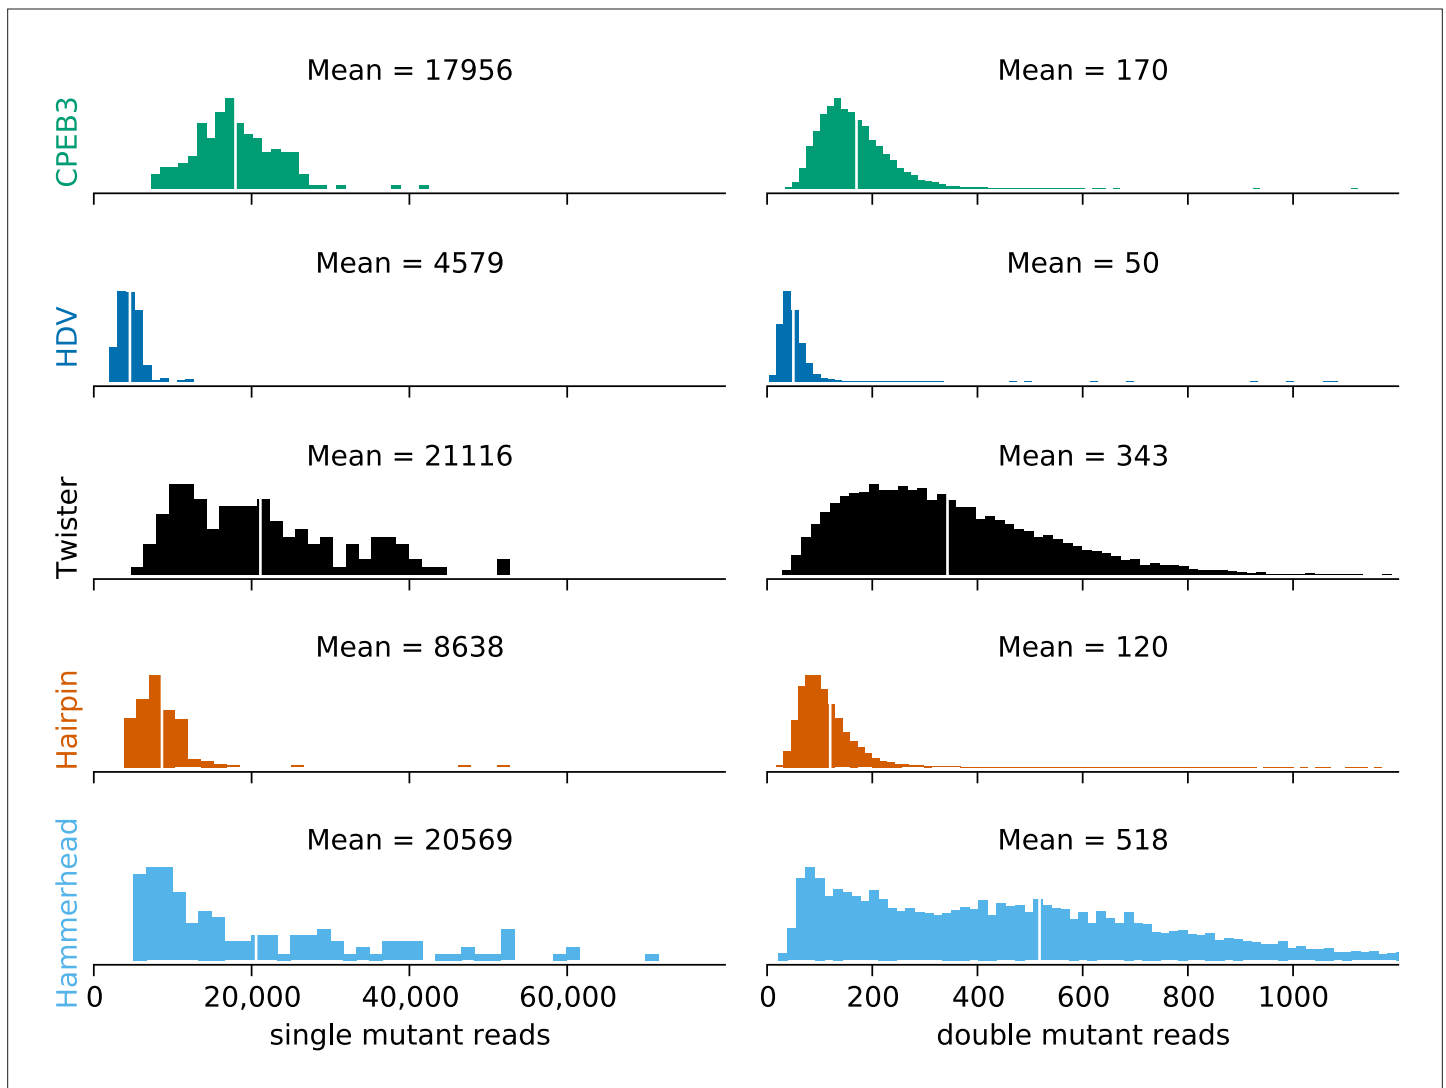 Mean = 17956
Mean = 170
CPEB3
Mean = 4579
Mean = 50
HDV
Mean = 21116
Mean = 343
Twister
Mean = 8638
Mean = 120
Hairpin
Mean = 20569
Mean = 518
Hammerhead
0 20,000 40,000 60,000
0 200 400 600 800 1000
single mutant reads
double mutant reads